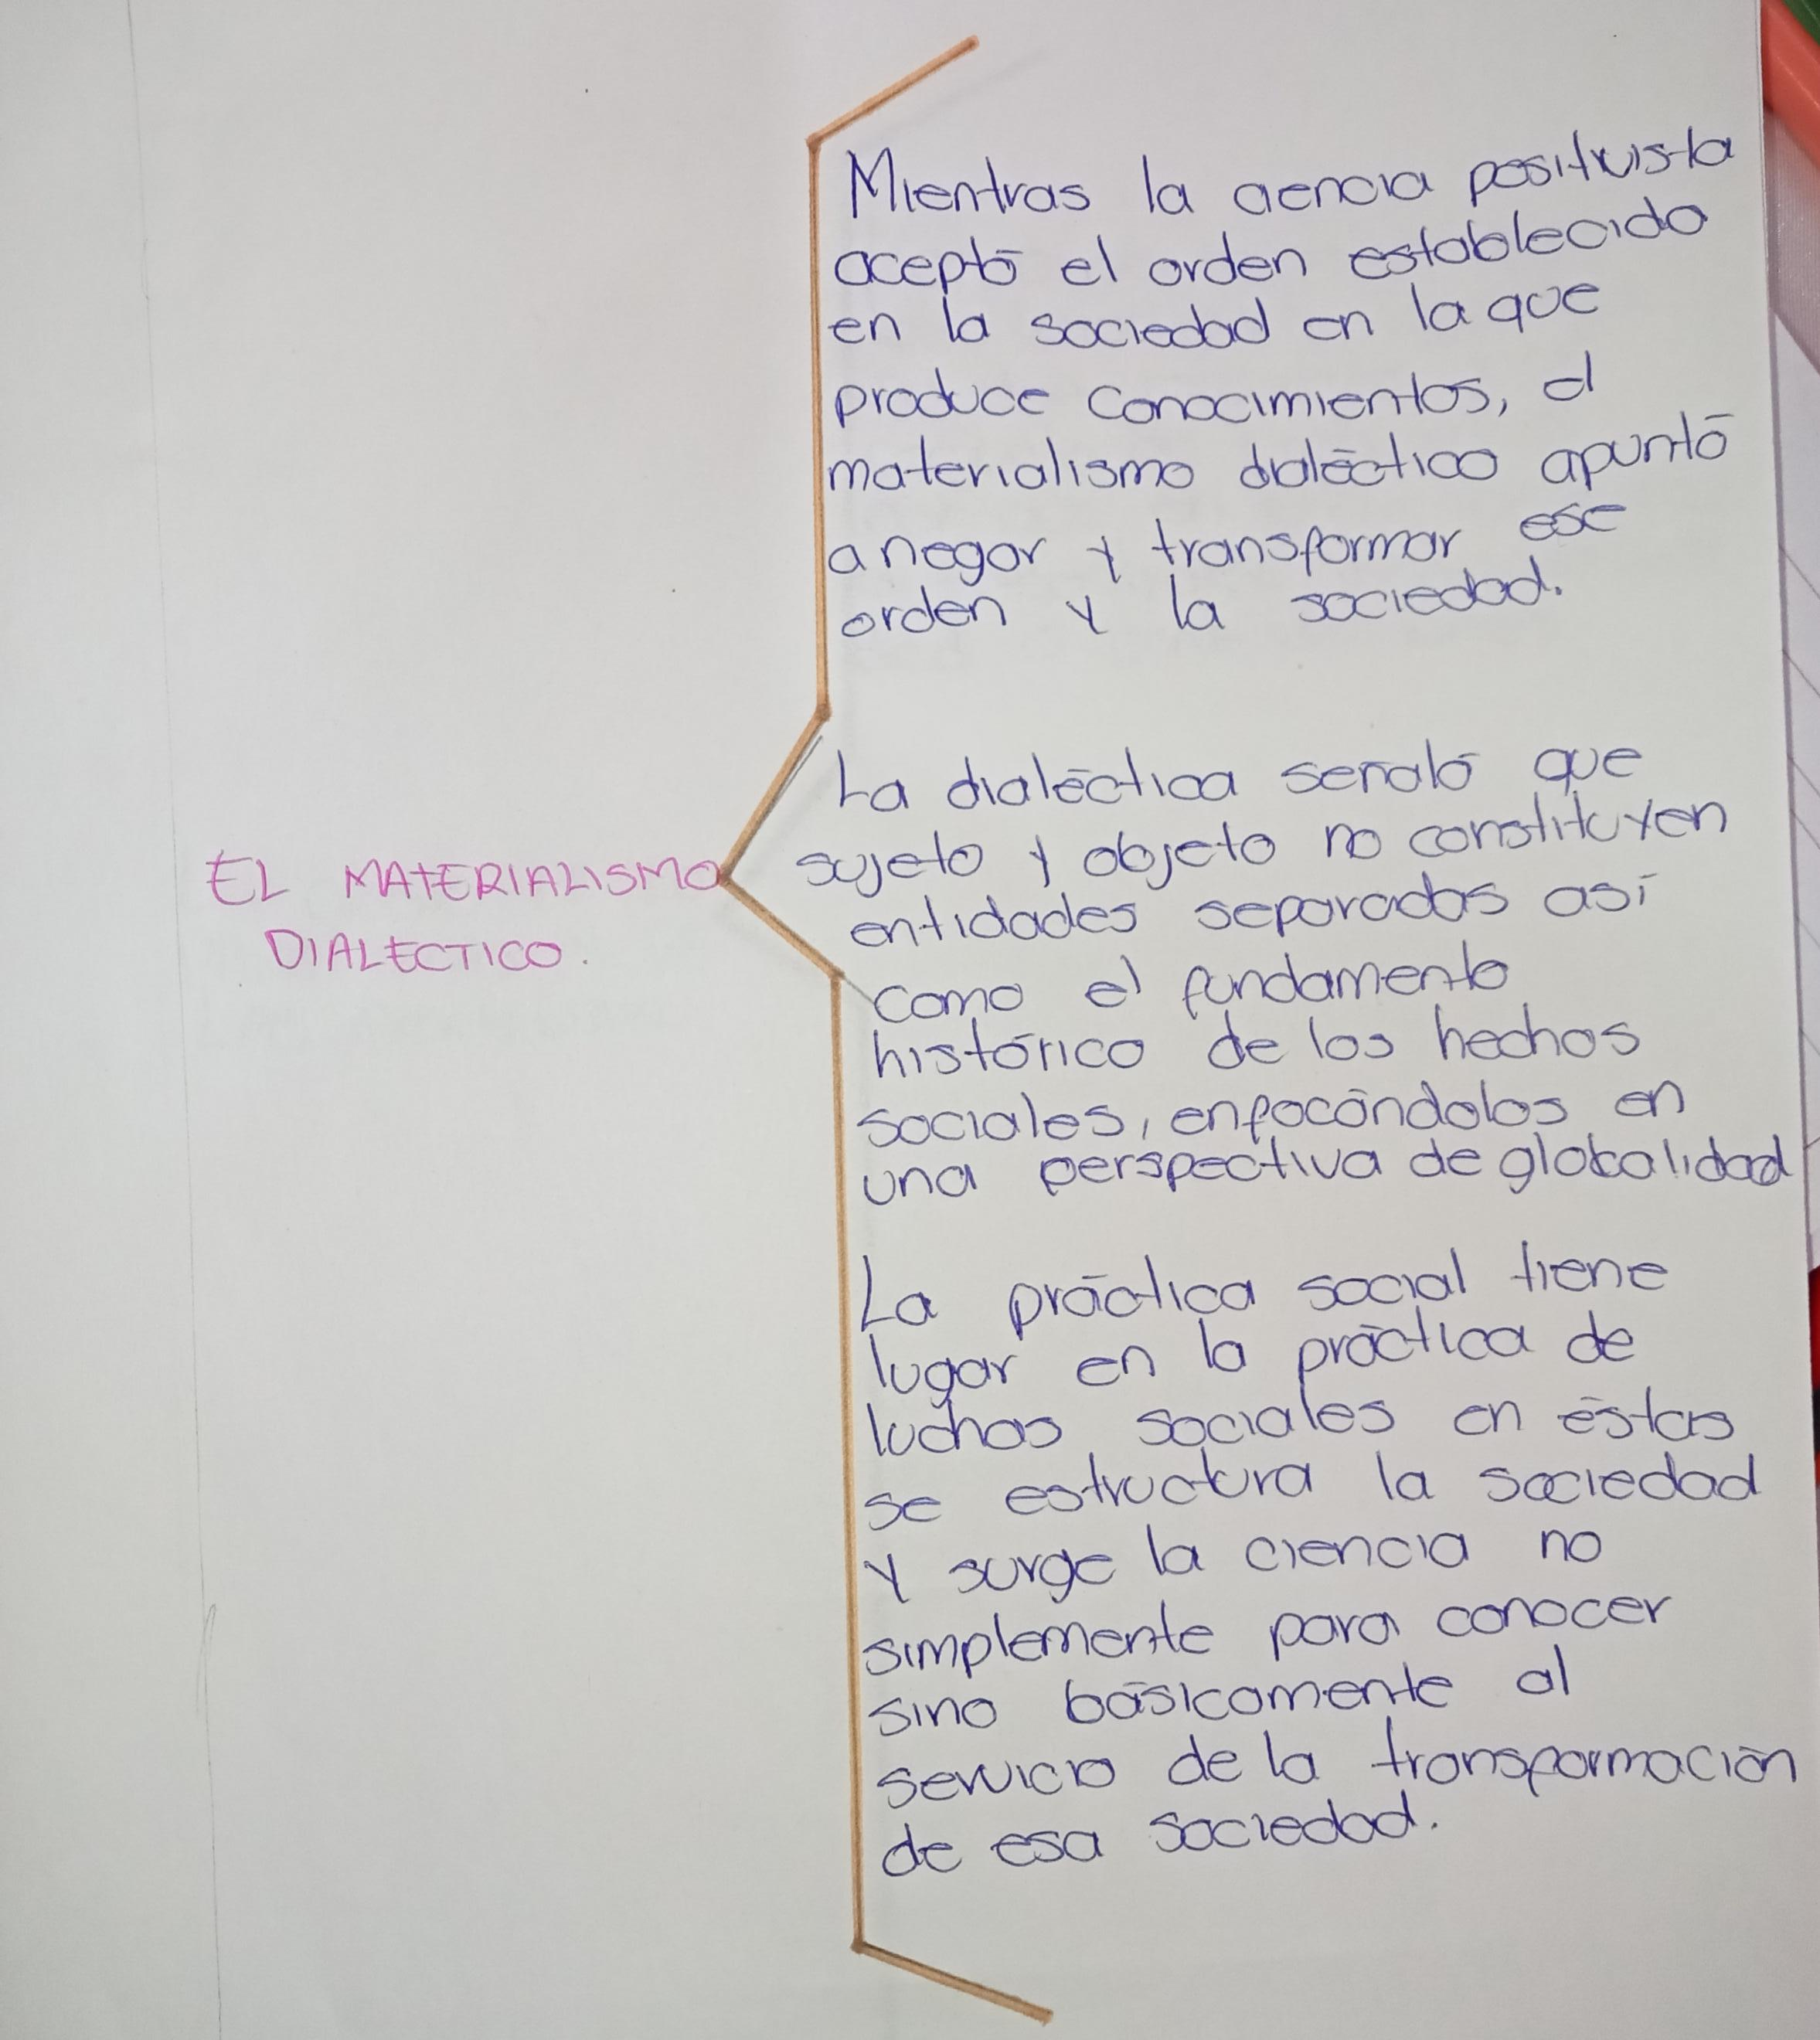 EL MATERIALISMO
DIALECTICO.
Mientras la ciencia positivista
aceptó el orden establecido
en la sociedad en la que
produce conocimientos, el
materialismo dialéctico apuntó
a negar y transformar ese
orden y la sociedad.
La dialéctica señaló que
sujeto y objeto no constituyen
entidades separadas así
como el fundamento
histórico de los hechos
sociales, enfocándolos en
una perspectiva de globalidad
La práctica social tiene
lugar en la práctica de
luchas sociales en éstas
se estructura la sociedad
y surge la ciencia no
simplemente para conocer
sino básicamente al
servicio de la transformación
de esa sociedad.